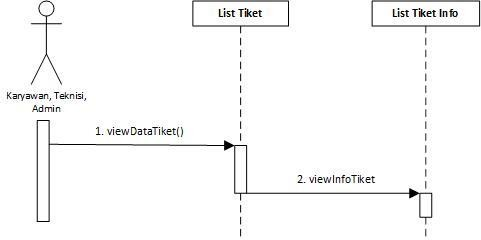 List Tiket
List Tiket Info
Karyawan, Teknisi,
Admin
1. viewDataTiket()
2. viewInfoTiket